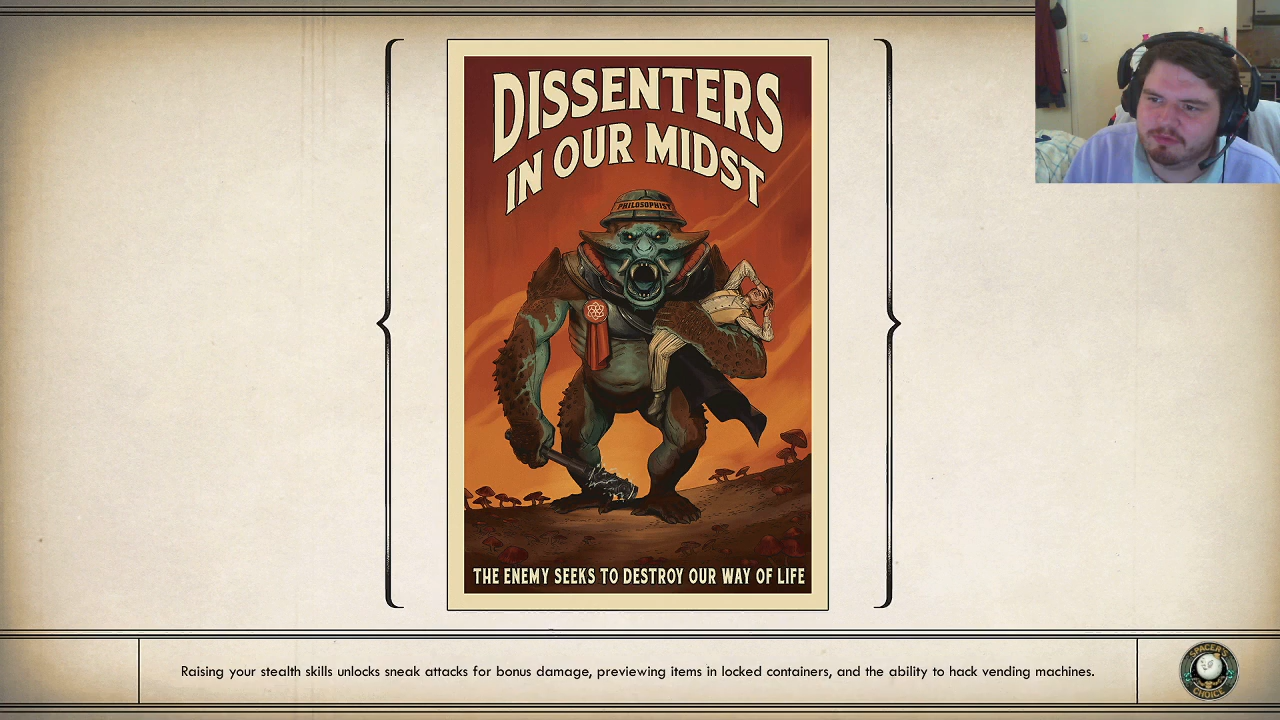 DISSENTERS
IN OUR MIDST
PHILOSOPHIST
THE ENEMY SEEKS TO DESTROY OUR WAY OF LIFE
Raising your stealth skills unlocks sneak attacks for bonus damage, previewing items in locked containers, and the ability to hack vending machines.
SPACER'S
CHOICE